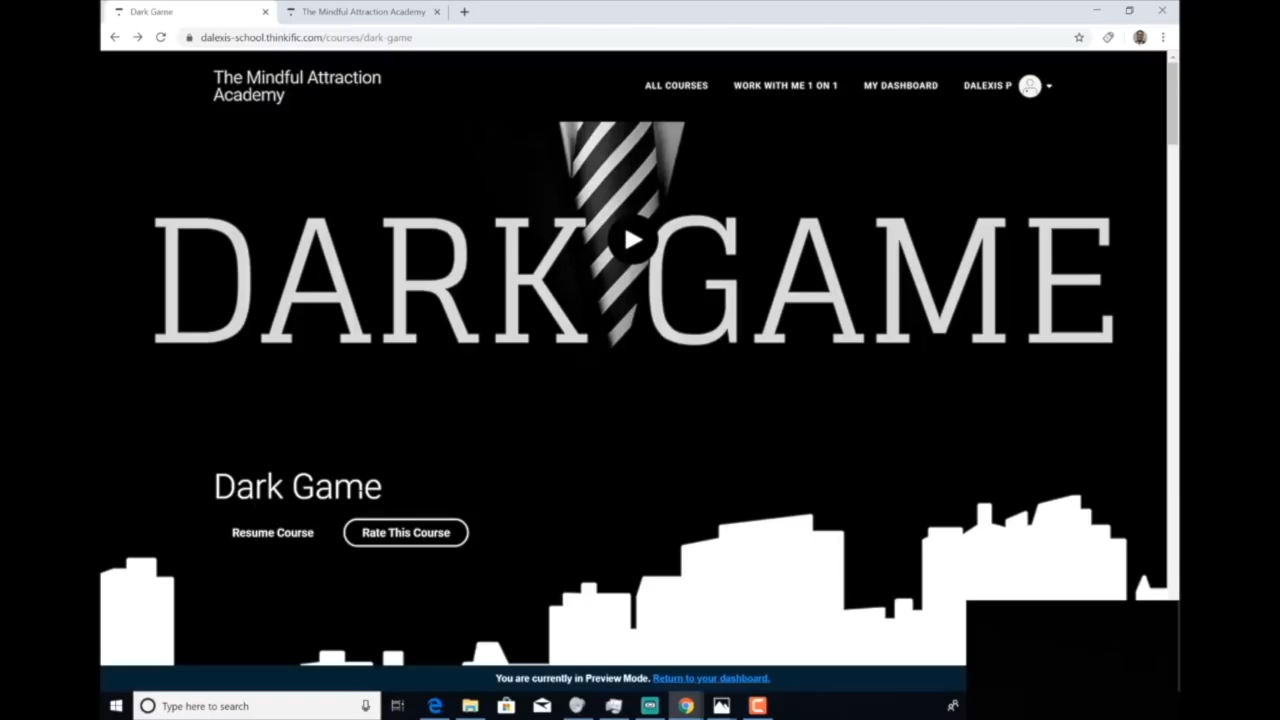 Dark Game
The Mindful Attraction Academy
dalexis-school.thinkific.com/courses/dark-game
The Mindful Attraction
Academy
ALL COURSES
WORK WITH ME 1 ON 1
MY DASHBOARD
DALEXIS P
DARK GAME
Dark Game
Resume Course
Rate This Course
You are currently in Preview Mode. Return to your dashboard.
Type here to search